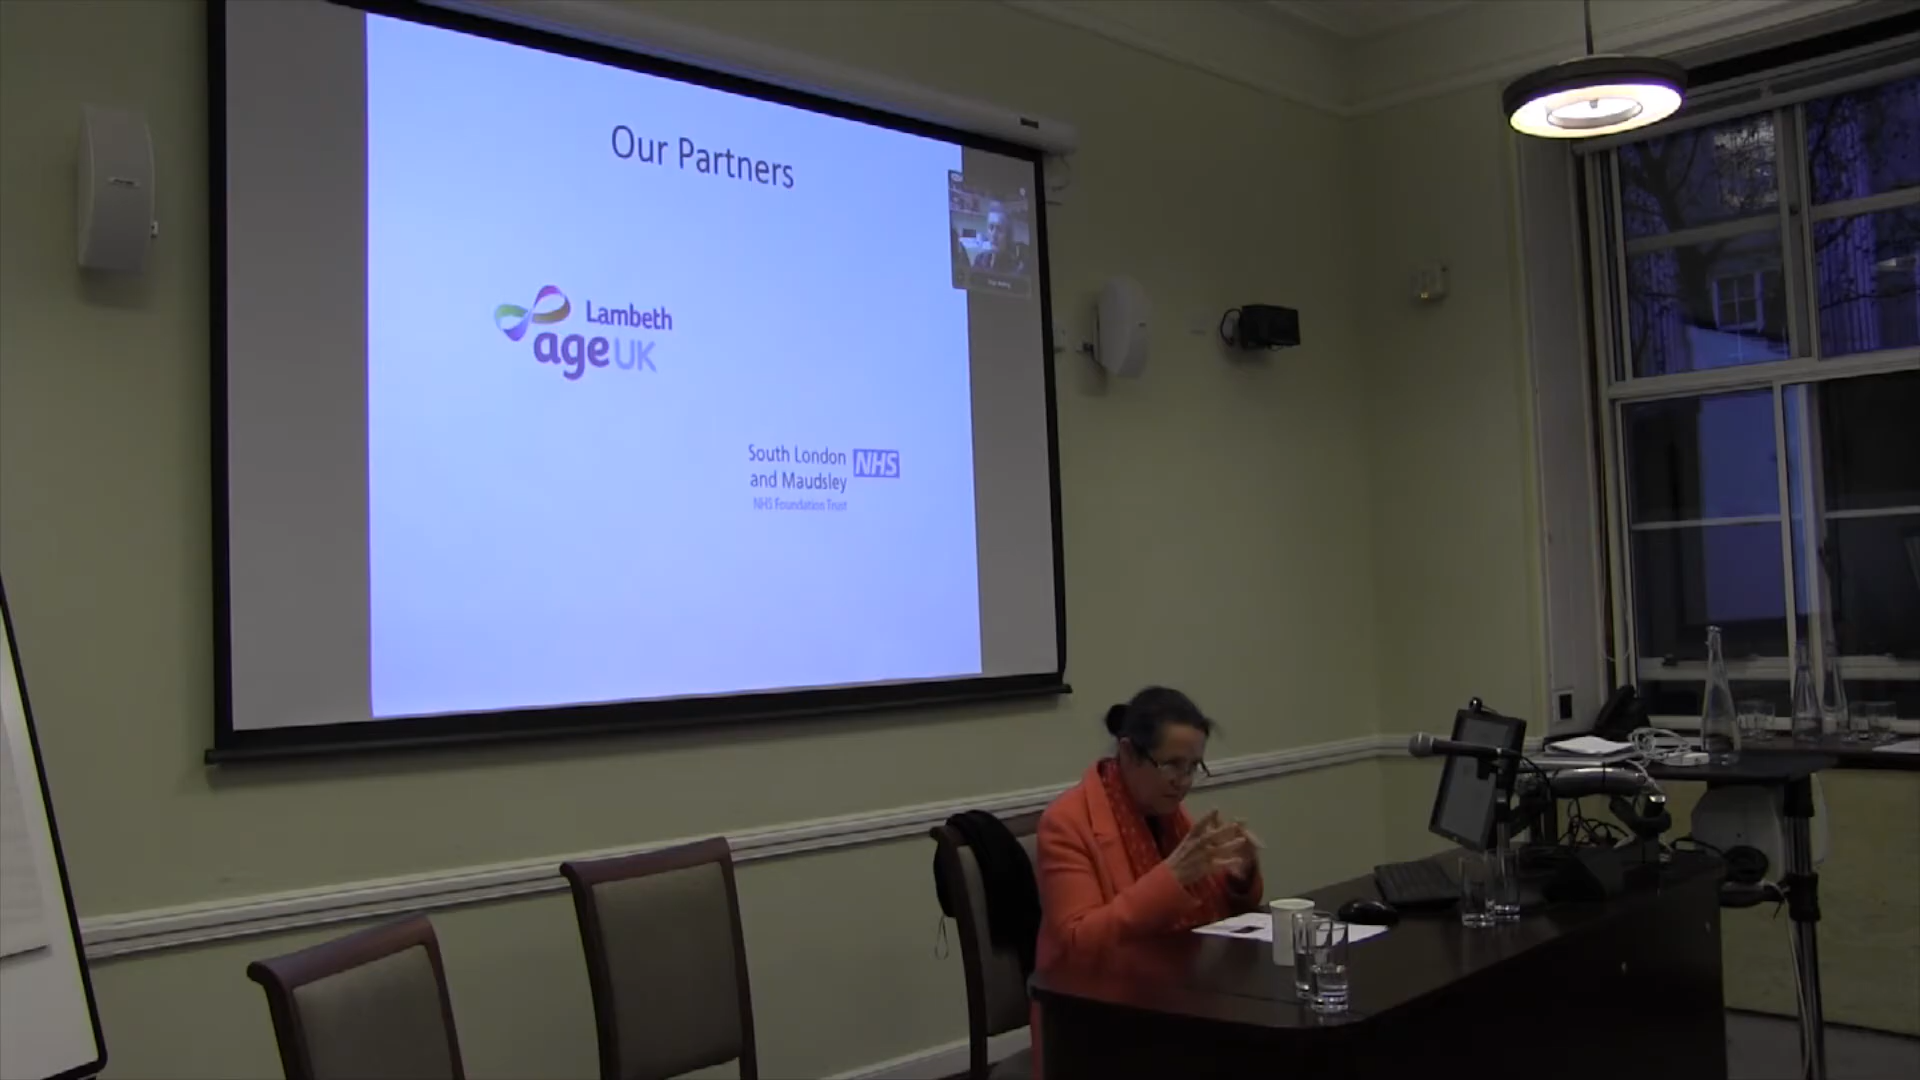 Our Partners
Lambeth
age UK
South London
and Maudsley
NHS
NHS Foundation Trust